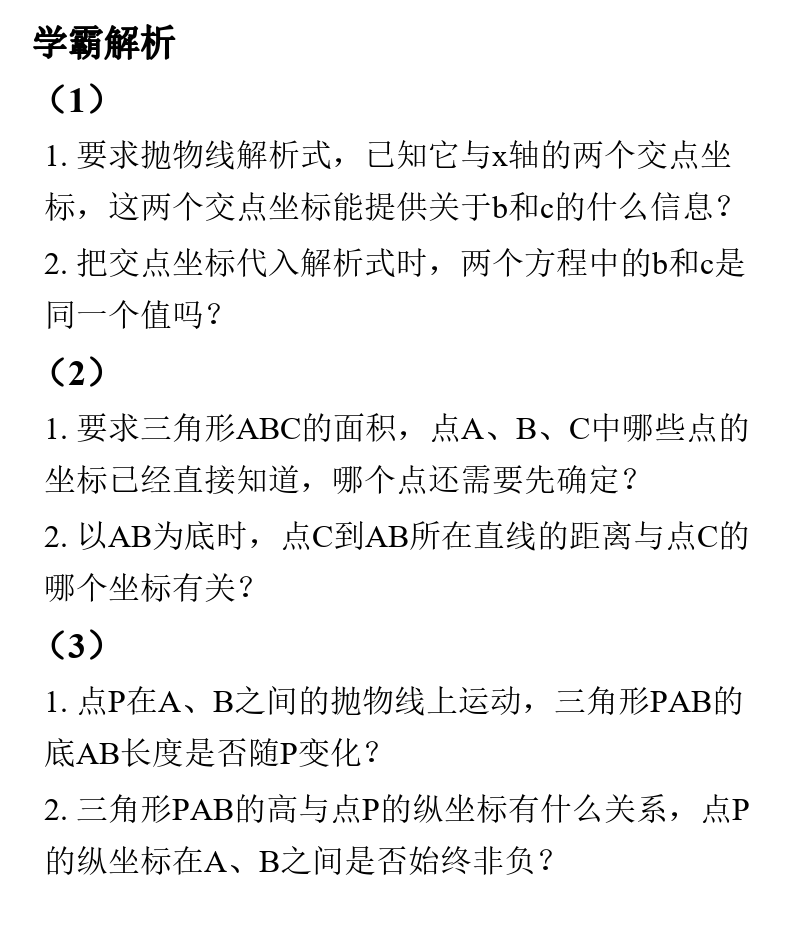 学霸解析
（1）
1. 要求抛物线解析式，已知它与x轴的两个交点坐
标，这两个交点坐标能提供关于b和c的什么信息？
2. 把交点坐标代入解析式时，两个方程中的b和c是
同一个值吗？
（2）
1. 要求三角形ABC的面积，点A、B、C中哪些点的
坐标已经直接知道，哪个点还需要先确定？
2. 以AB为底时，点C到AB所在直线的距离与点C的
哪个坐标有关？
（3）
1. 点P在A、B之间的抛物线上运动，三角形PAB的
底AB长度是否随P变化？
2. 三角形PAB的高与点P的纵坐标有什么关系，点P
的纵坐标在A、B之间是否始终非负？